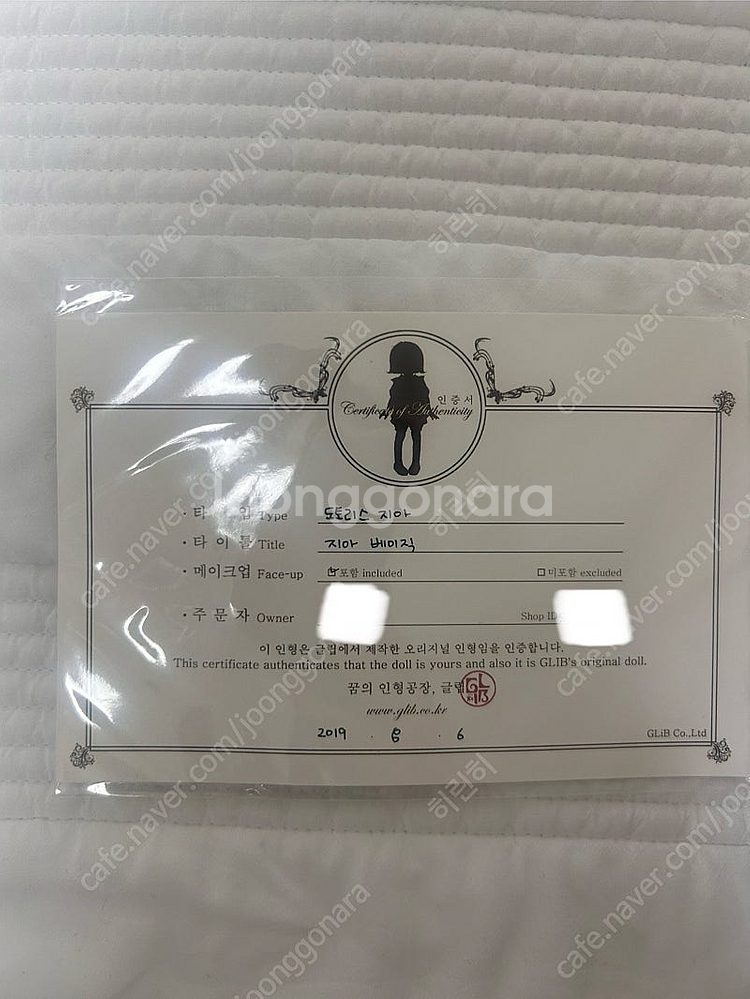 인증서
Certificate of Authenticity
· 타 입 Type 도토리스 지아
· 타 이 틀 Title 지아 베이직
· 메이크업 Face-up 포함 included 미포함 excluded
· 주 문 자 Owner Shop ID
이 인형은 글립에서 제작한 오리지널 인형임을 인증합니다.
This certificate authenticates that the doll is yours and also it is GLIB's original doll.
꿈의 인형공장, 글립
www.glib.co.kr
2019 . 8 . 6
GLiB Co.,Ltd
joonggonara
cafe.naver.com/joonggonara
히림히